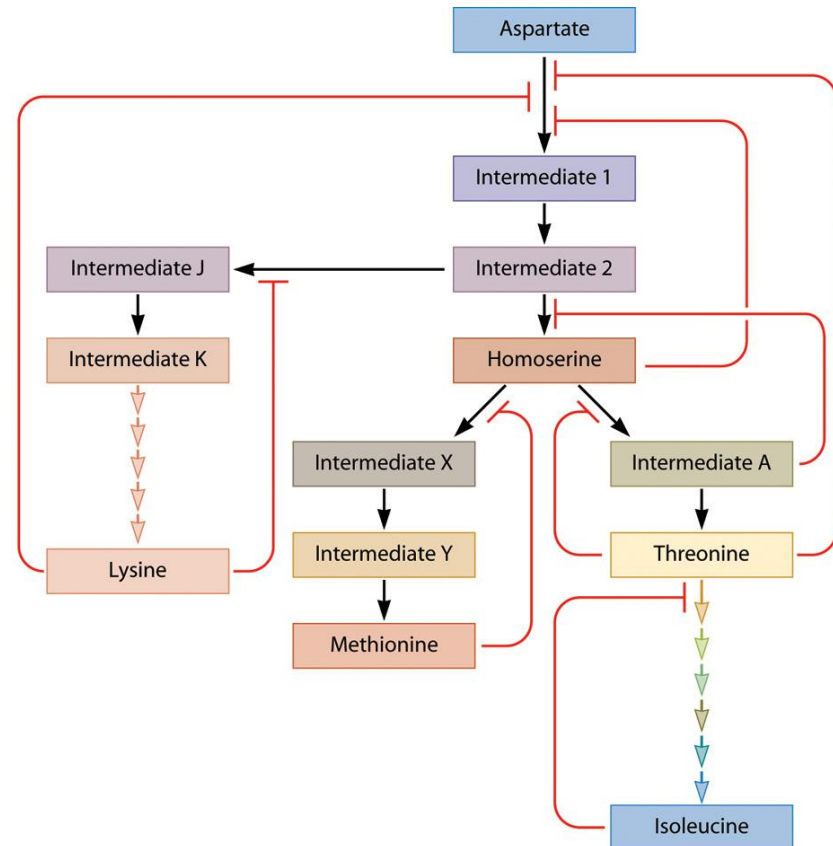 Aspartate
Intermediate 1
Intermediate J
Intermediate 2
Intermediate K
Homoserine
Intermediate X
Intermediate A
Lysine
Intermediate Y
Threonine
Methionine
Isoleucine